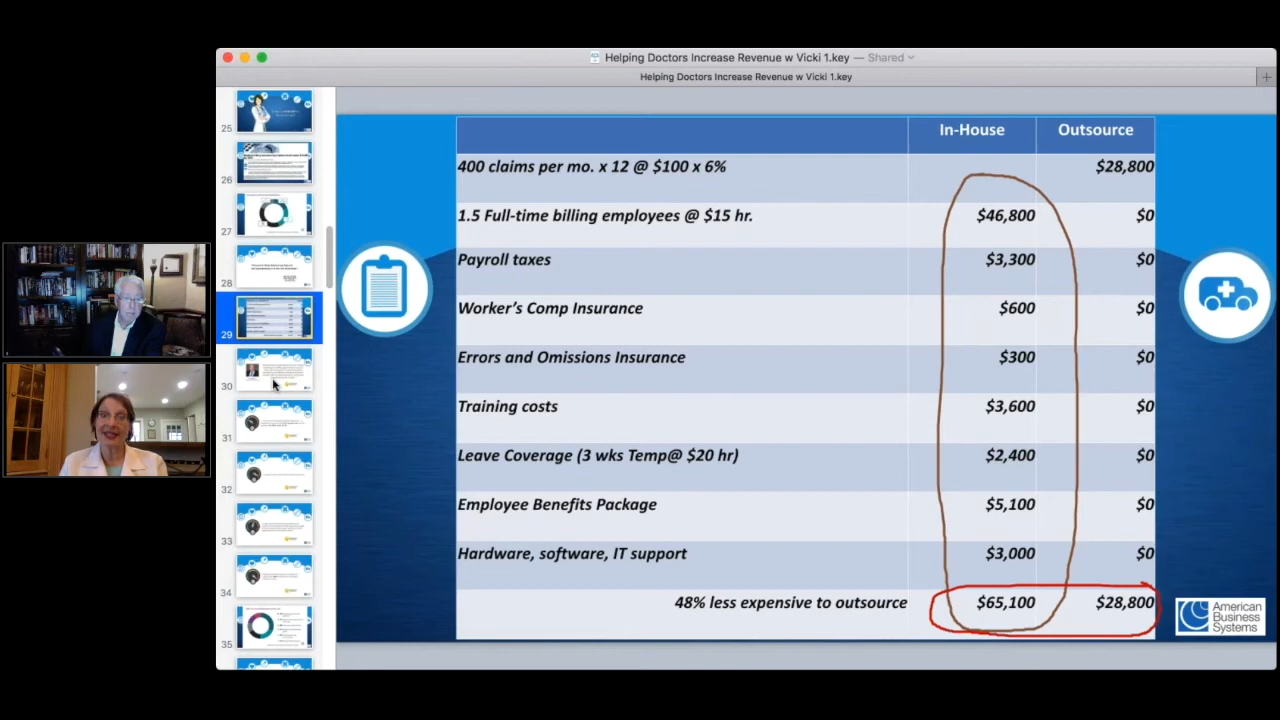 Helping Doctors Increase Revenue w Vicki 1.key — Shared
Helping Doctors Increase Revenue w Vicki 1.key
In-House Outsource
400 claims per mo. x 12 @ $100 x 6% $28,800
1.5 Full-time billing employees @ $15 hr. $46,800 $0
Payroll taxes $3,300 $0
Worker's Comp Insurance $600 $0
Errors and Omissions Insurance $300 $0
Training costs $3,600 $0
Leave Coverage (3 wks Temp@ $20 hr) $2,400 $0
Employee Benefits Package $5,100 $0
Hardware, software, IT support $3,000 $0
48% less expensive to outsource $65,100 $28,800
American
Business
Systems
25
26
27
28
29
30
31
32
33
34
35